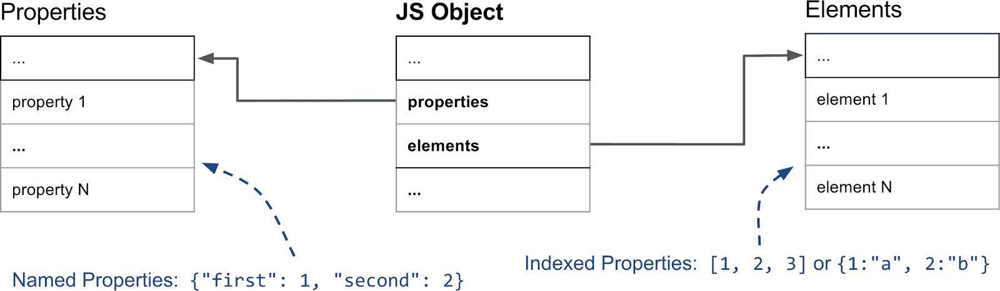 Properties
...
property 1
...
property N
Named Properties: {"first": 1, "second": 2}
JS Object
...
properties
elements
...
Elements
...
element 1
...
element N
Indexed Properties: [1, 2, 3] or {1:"a", 2:"b"}